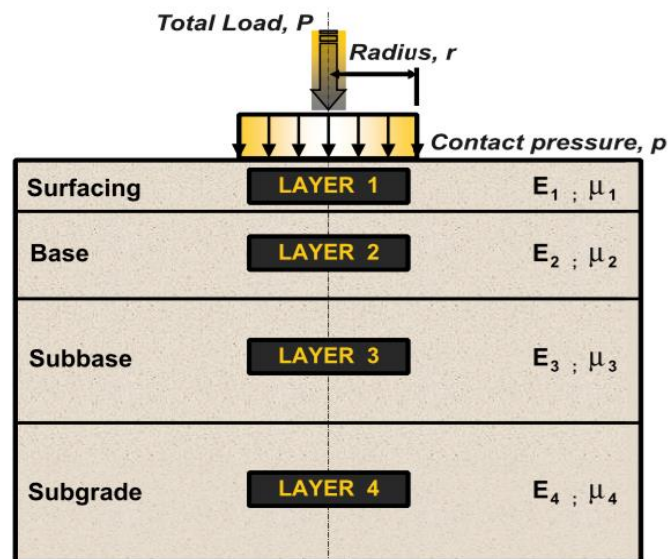 Total Load, P
Radius, r
Contact pressure, p
Surfacing LAYER 1 E₁ ; μ₁
Base LAYER 2 E₂ ; μ₂
Subbase LAYER 3 E₃ ; μ₃
Subgrade LAYER 4 E₄ ; μ₄